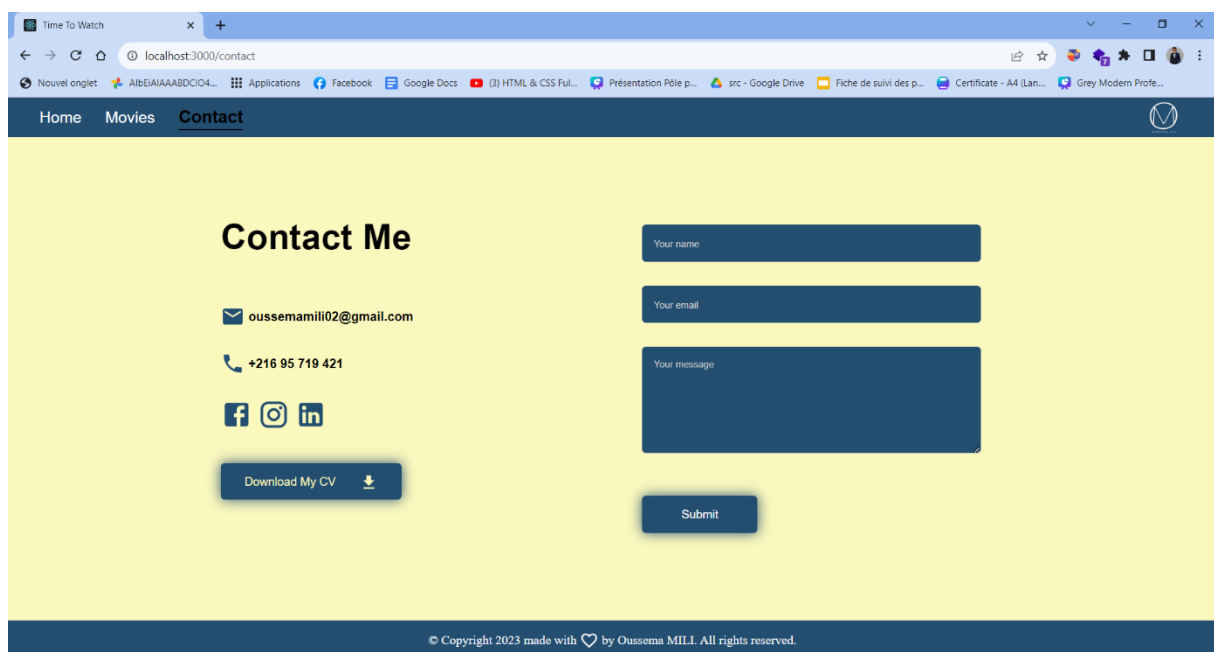 Time To Watch
localhost:3000/contact
Nouvel onglet AlbEiAIAAABDCIO4... Applications Facebook Google Docs (3) HTML & CSS Ful... Présentation Pôle p... src - Google Drive Fiche de suivi des p... Certificate - A4 (Lan... Grey Modern Profe...
Home Movies Contact
Contact Me
oussemamili02@gmail.com
+216 95 719 421
Download My CV
Your name
Your email
Your message
Submit
© Copyright 2023 made with by Oussema MILI. All rights reserved.